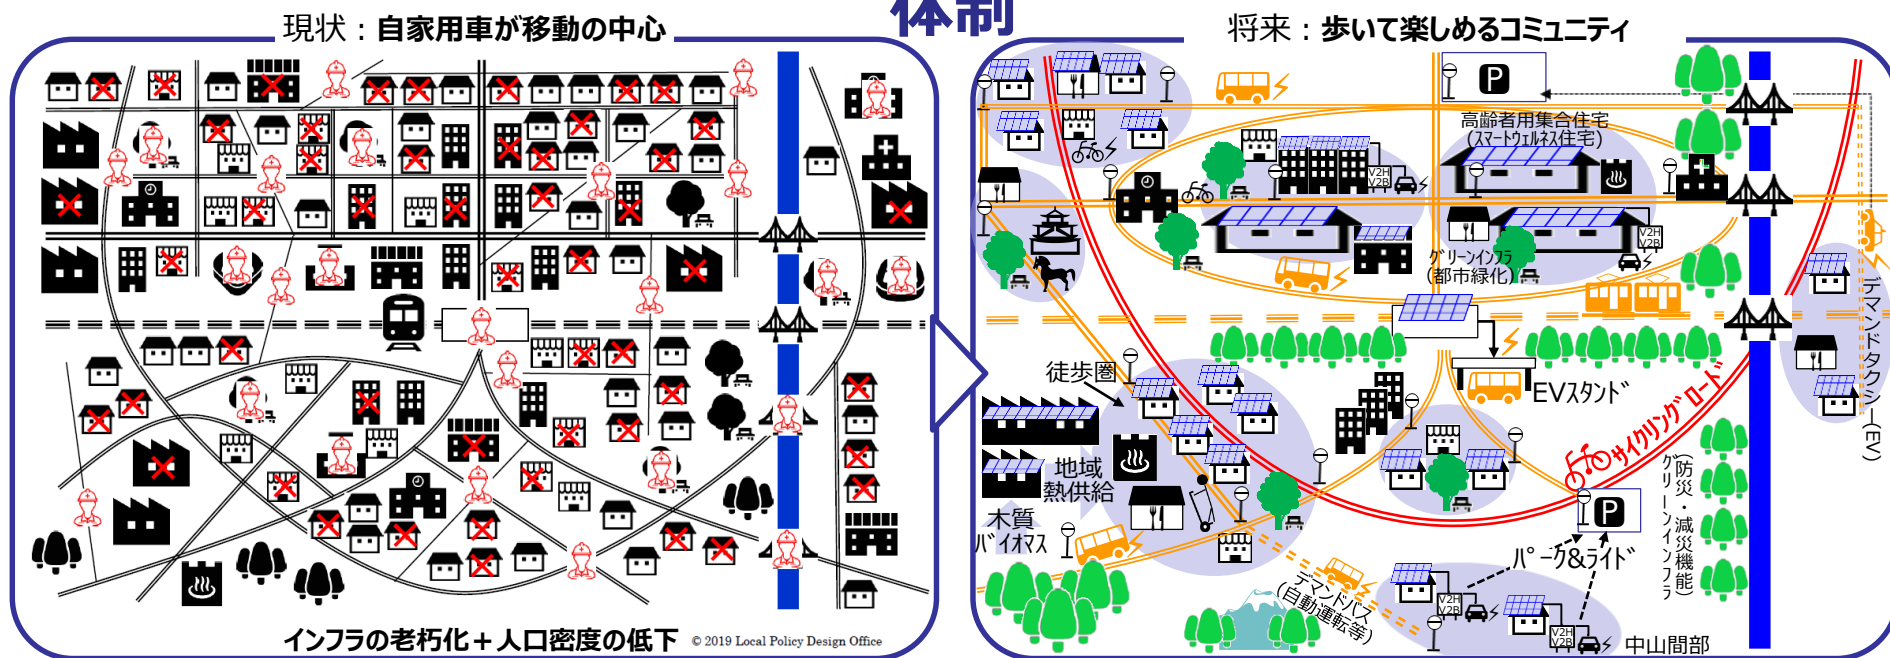 体制
現状：自家用車が移動の中心
インフラの老朽化＋人口密度の低下
© 2019 Local Policy Design Office
将来：歩いて楽しめるコミュニティ
P
高齢者用集合住宅
(スマートウェルネス住宅)
V2H
V2B
V2H
V2B
グリーンインフラ
(都市緑化)
デマンドタクシー(EV)
徒歩圏
EVスタンド
サイクリングロード
地域
熱供給
木質
バイオマス
P
パーク&ライド
グリーンインフラ
(防災・減災機能)
デマンドバス
(自動運転等)
V2H
V2B
V2H
V2B
中山間部